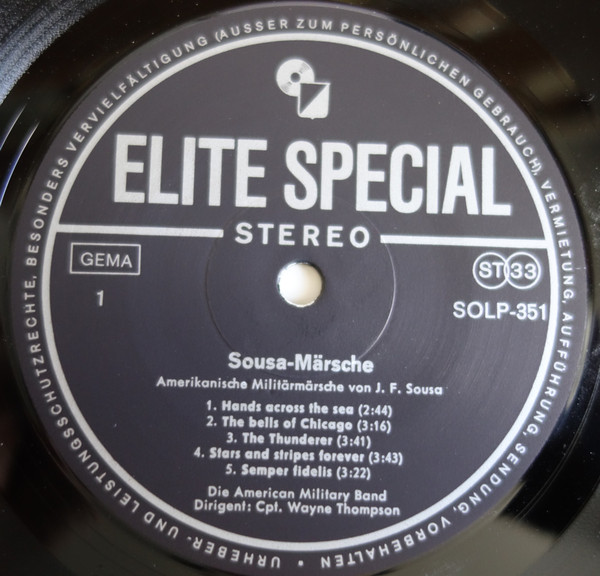 URHEBER- UND LEISTUNGSSCHUTZRECHTE, BESONDERS VERVIELFÄLTIGUNG (AUSSER ZUM PERSÖNLICHEN GEBRAUCH), VERMIETUNG, AUFFÜHRUNG, SENDUNG, VORBEHALTEN •
ELITE SPECIAL
STEREO
GEMA
ST 33
1
SOLP-351
Sousa-Märsche
Amerikanische Militärmärsche von J. F. Sousa
1. Hands across the sea (2:44)
2. The bells of Chicago (3:16)
3. The Thunderer (3:41)
4. Stars and stripes forever (3:43)
5. Semper fidelis (3:22)
Die American Military Band
Dirigent: Cpt. Wayne Thompson